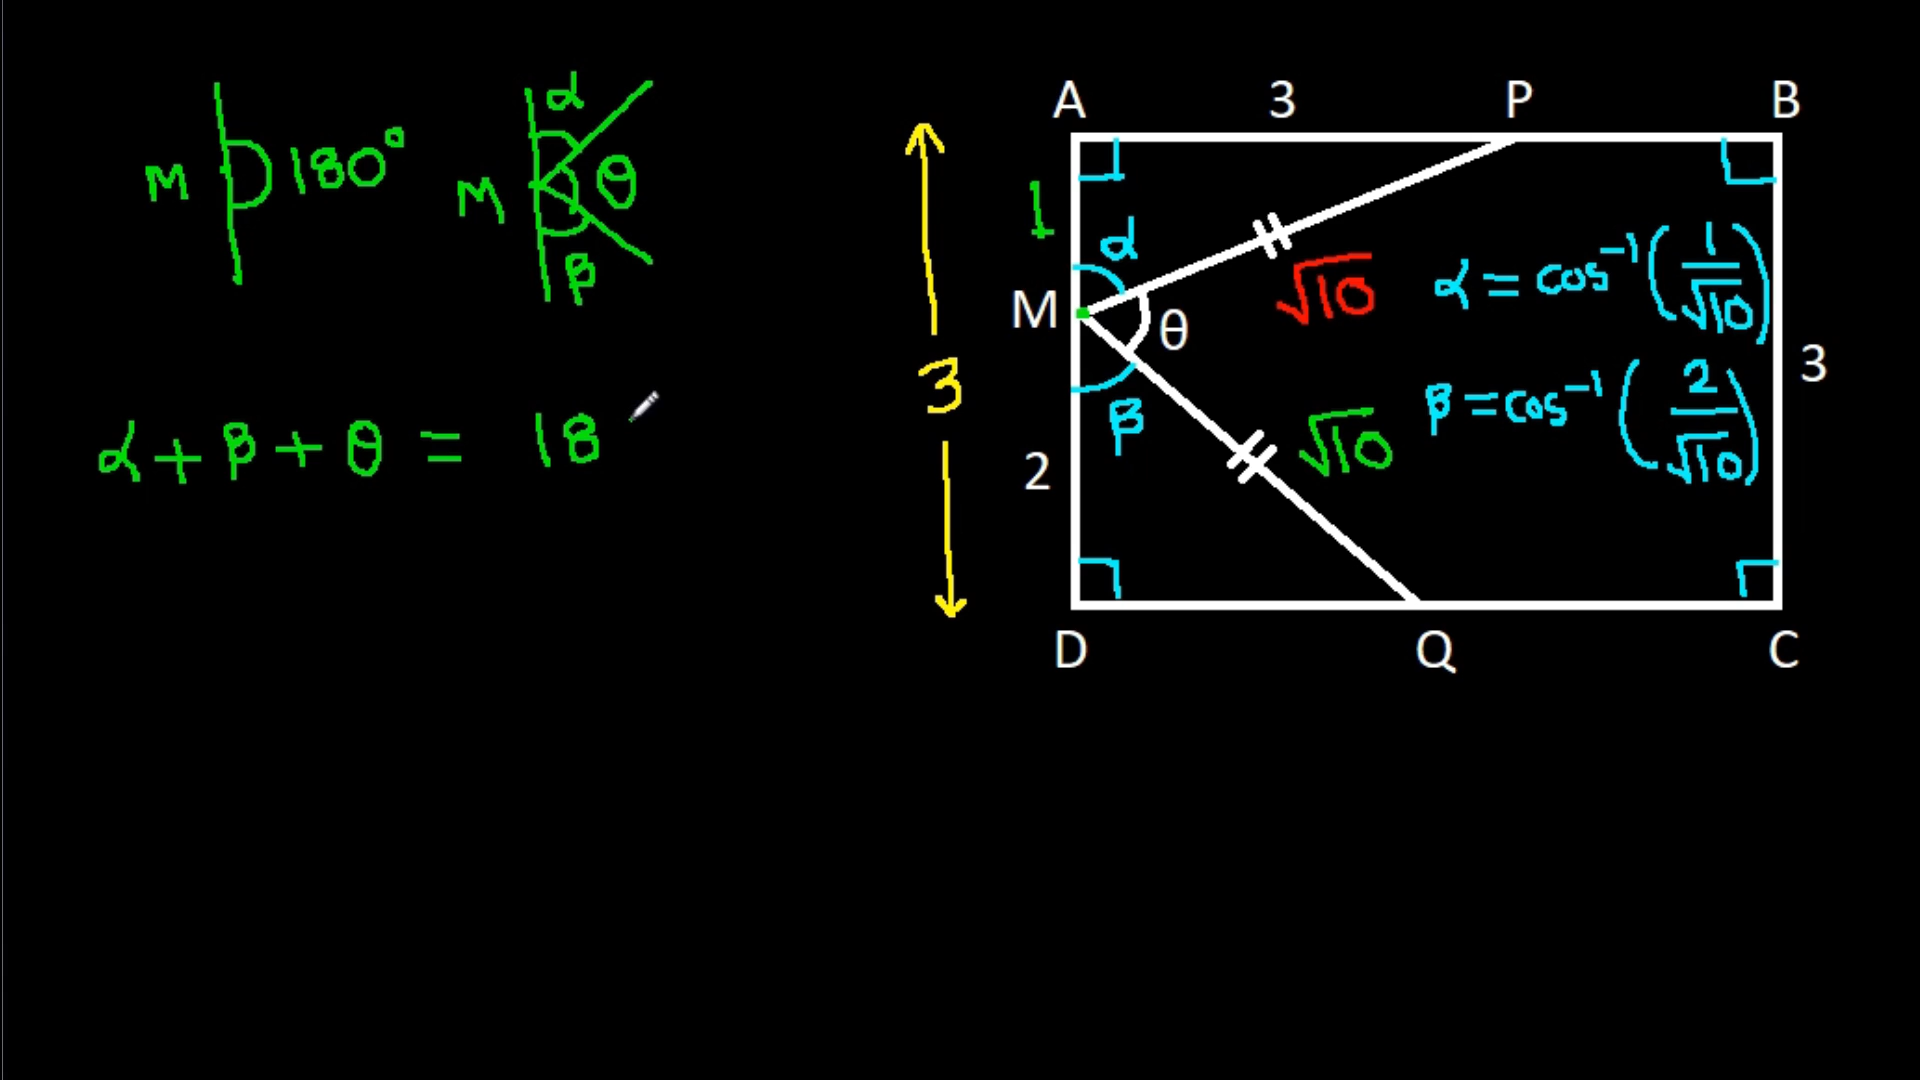 M 180° M α θ β
α + β + θ = 18
3
A 3 P B
1 α
M θ √10 α = cos⁻¹(1/√10)
3
β √10 β = cos⁻¹(2/√10)
2
D Q C